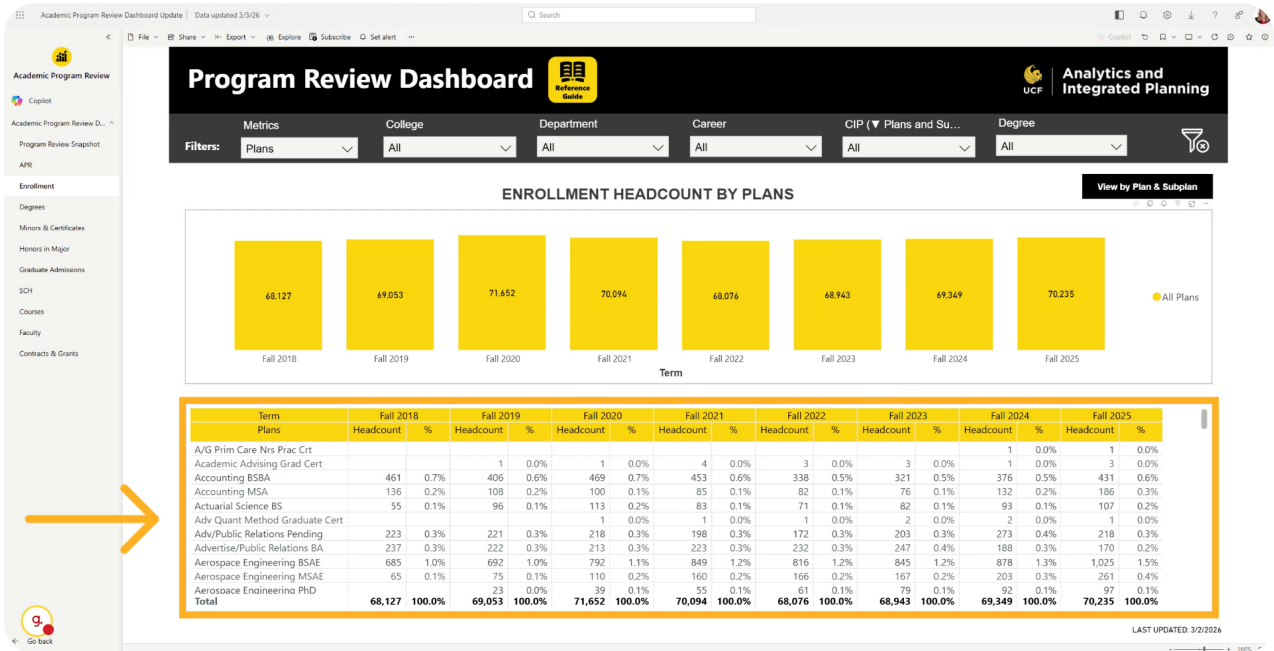 Academic Program Review Dashboard Update | Data updated 3/3/26
Search
File Share Export Explore Subscribe Set alert ...
Copilot
Academic Program Review
Copilot
Academic Program Review D...
Program Review Snapshot
APR
Enrollment
Degrees
Minors & Certificates
Honors in Major
Graduate Admissions
SCH
Courses
Faculty
Contracts & Grants
g.
Go back
Program Review Dashboard
Reference
Guide
UCF
Analytics and
Integrated Planning
Filters:
Metrics College Department Career CIP (▼ Plans and Su... Degree
Plans All All All All All
View by Plan & Subplan
ENROLLMENT HEADCOUNT BY PLANS
68,127 69,053 71,652 70,094 68,076 68,943 69,349 70,235
All Plans
Fall 2018 Fall 2019 Fall 2020 Fall 2021 Fall 2022 Fall 2023 Fall 2024 Fall 2025
Term
Term Fall 2018 Fall 2019 Fall 2020 Fall 2021 Fall 2022 Fall 2023 Fall 2024 Fall 2025
Plans Headcount % Headcount % Headcount % Headcount % Headcount % Headcount % Headcount % Headcount %
A/G Prim Care Nrs Prac Crt 1 0.0% 1 0.0%
Academic Advising Grad Cert 1 0.0% 1 0.0% 4 0.0% 3 0.0% 3 0.0% 1 0.0% 3 0.0%
Accounting BSBA 461 0.7% 406 0.6% 469 0.7% 453 0.6% 338 0.5% 321 0.5% 376 0.5% 431 0.6%
Accounting MSA 136 0.2% 108 0.2% 100 0.1% 85 0.1% 82 0.1% 76 0.1% 132 0.2% 186 0.3%
Actuarial Science BS 55 0.1% 96 0.1% 113 0.2% 83 0.1% 71 0.1% 82 0.1% 93 0.1% 107 0.2%
Adv Quant Method Graduate Cert 1 0.0% 1 0.0% 1 0.0% 2 0.0% 2 0.0% 1 0.0%
Adv/Public Relations Pending 223 0.3% 221 0.3% 218 0.3% 198 0.3% 172 0.3% 203 0.3% 273 0.4% 218 0.3%
Advertise/Public Relations BA 237 0.3% 222 0.3% 213 0.3% 223 0.3% 232 0.3% 247 0.4% 188 0.3% 170 0.2%
Aerospace Engineering BSAE 685 1.0% 692 1.0% 792 1.1% 849 1.2% 816 1.2% 845 1.2% 878 1.3% 1,025 1.5%
Aerospace Engineering MSAE 65 0.1% 75 0.1% 110 0.2% 160 0.2% 166 0.2% 167 0.2% 203 0.3% 261 0.4%
Aerospace Engineering PhD 23 0.0% 39 0.1% 55 0.1% 61 0.1% 79 0.1% 92 0.1% 97 0.1%
Total 68,127 100.0% 69,053 100.0% 71,652 100.0% 70,094 100.0% 68,076 100.0% 68,943 100.0% 69,349 100.0% 70,235 100.0%
LAST UPDATED: 3/2/2026